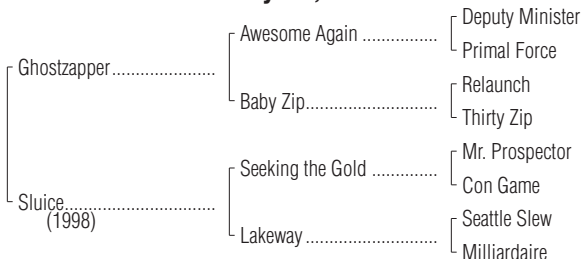 Deputy Minister
Awesome Again ................
Primal Force
Ghostzapper......................
Relaunch
Baby Zip............................
Thirty Zip
Mr. Prospector
Seeking the Gold ..............
Con Game
Sluice................................
(1998)
Seattle Slew
Lakeway ............................
Milliardaire